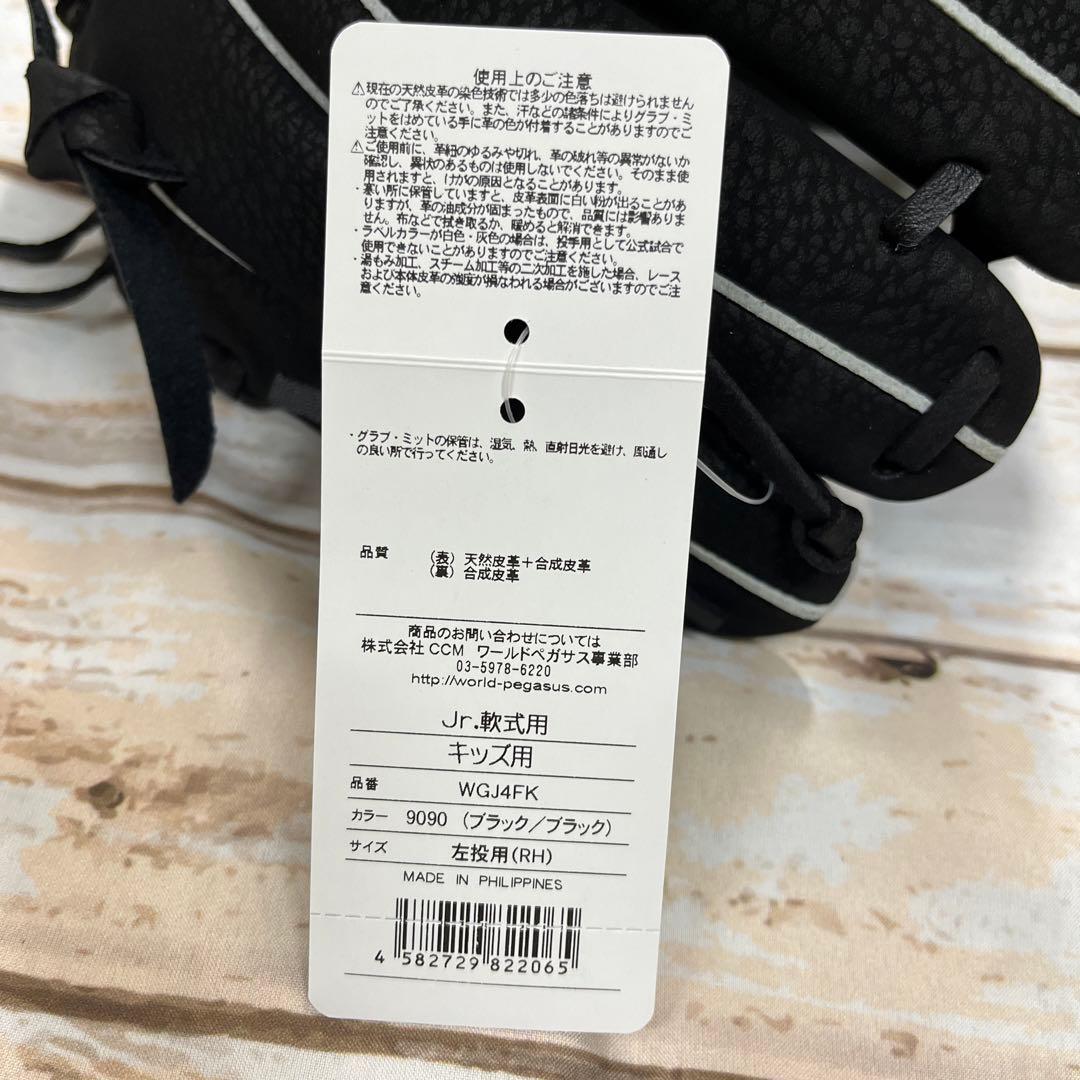 使用上のご注意
⚠現在の天然皮革の染色技術では多少の色落ちは避けられません
のでご了承ください。また、汗などの諸条件によりグラブ・ミ
ットをはめている手に革の色が付着することがありますのでご
注意ください。
⚠ご使用前に、革紐のゆるみや切れ、革の破れ等の異常がないか
確認し、異状のあるものは使用しないでください。そのまま使
用されますと、けがの原因となることがあります。
・寒い所に保管していますと、皮革表面に白い粉が出ることがあ
りますが、革の油成分が固まったもので、品質には影響ありま
せん。布などで拭き取るか、暖めると解消できます。
・ラベルカラーが白色・灰色の場合は、投手用として公式試合で
使用できないことがありますのでご注意ください。
・湯もみ加工、スチーム加工等の二次加工を施した場合、レース
および本体皮革の強度が損なわれる場合がございますのでご注
意ください。
・グラブ・ミットの保管は、湿気、熱、直射日光を避け、風通し
の良い所で行ってください。
品質 (表) 天然皮革+合成皮革
(裏) 合成皮革
商品のお問い合わせについては
株式会社CCM ワールドペガサス事業部
03-5978-6220
http://world-pegasus.com
Jr.軟式用
キッズ用
品番 WGJ4FK
カラー 9090 (ブラック/ブラック)
サイズ 左投用(RH)
MADE IN PHILIPPINES
4 582729 822065